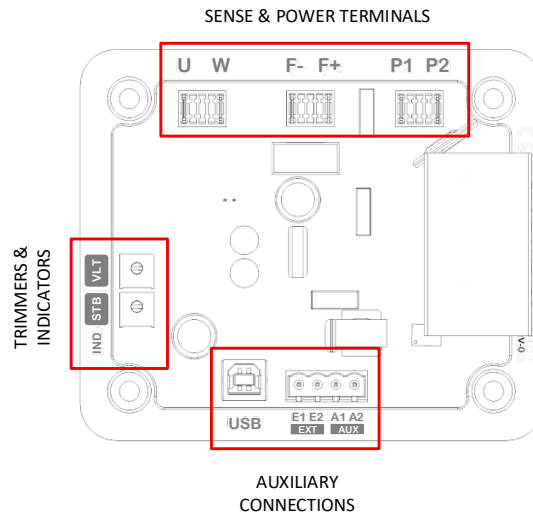 SENSE & POWER TERMINALS
U W F- F+ P1 P2
TRIMMERS &
INDICATORS
VLT
STB
IND
USB
E1 E2 A1 A2
EXT AUX
V-0
AUXILIARY
CONNECTIONS